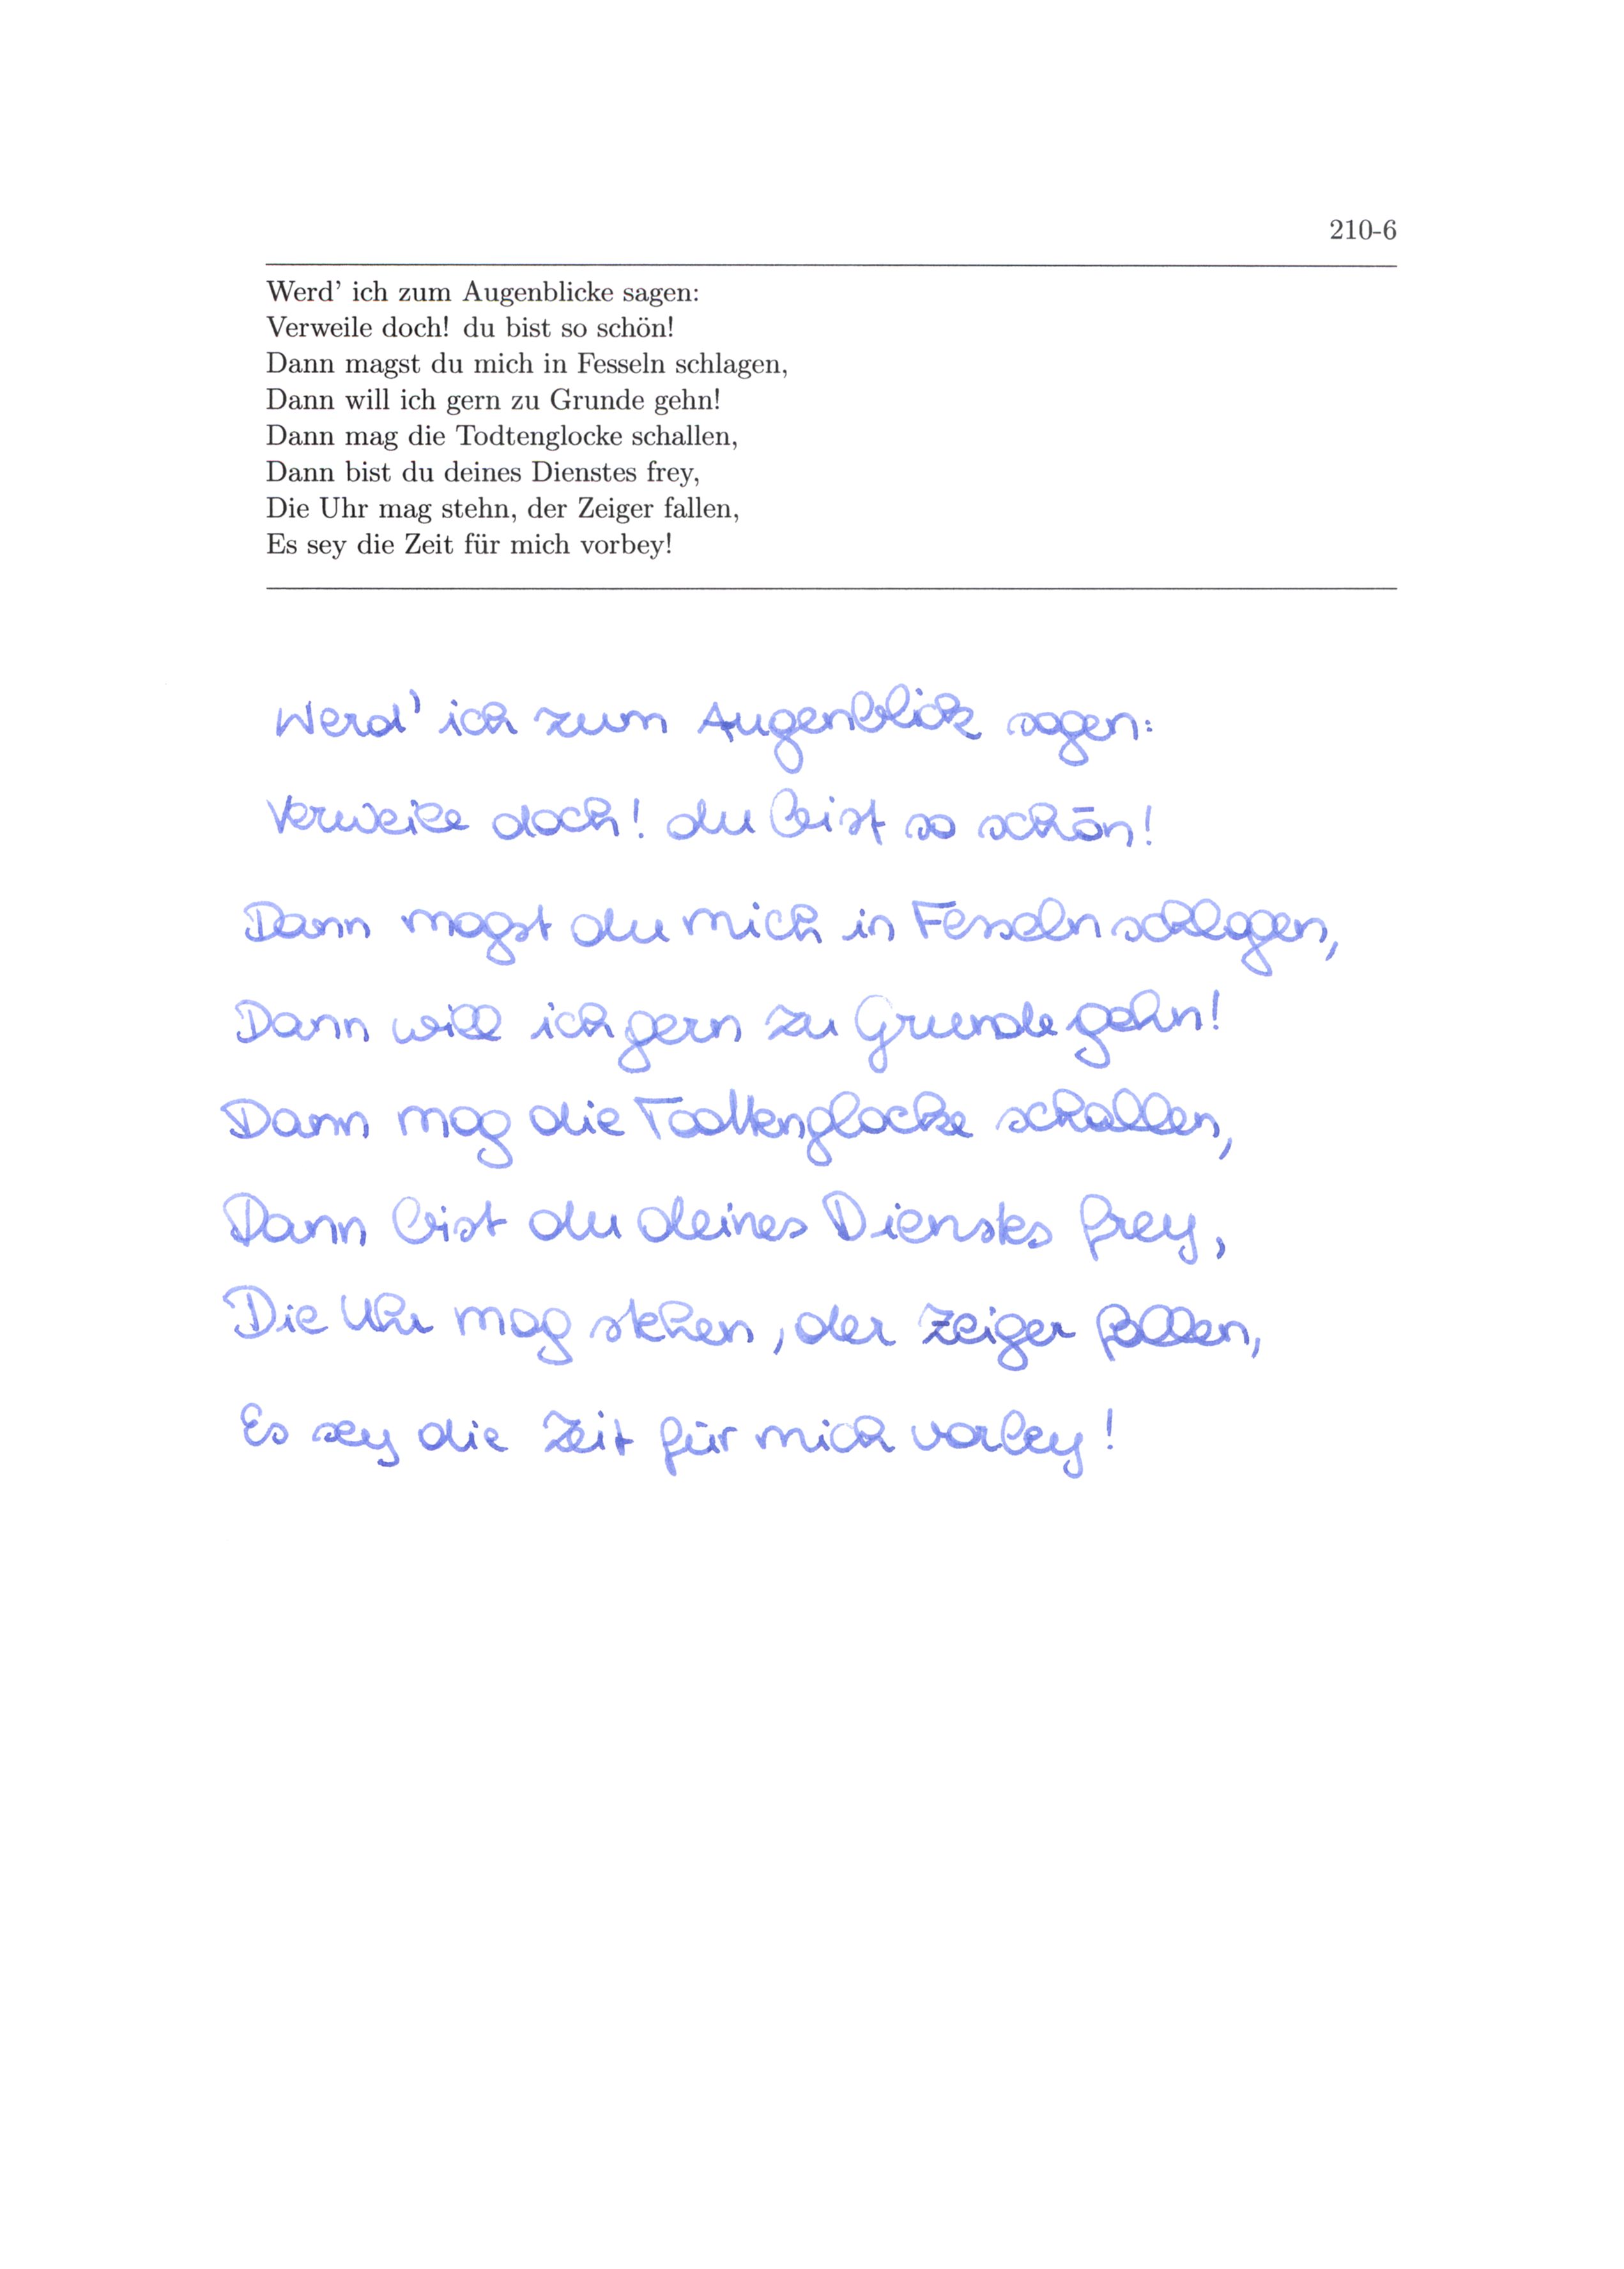 210-6
Werd' ich zum Augenblicke sagen:
Verweile doch! du bist so schön!
Dann magst du mich in Fesseln schlagen,
Dann will ich gern zu Grunde gehn!
Dann mag die Todtenglocke schallen,
Dann bist du deines Dienstes frey,
Die Uhr mag stehn, der Zeiger fallen,
Es sey die Zeit für mich vorbey!
Werd' ich zum Augenblick sagen:
Verweile doch! du bist so schön!
Dann magst du mich in Fesseln schlagen,
Dann will ich gern zu Grunde gehn!
Dann mag die Todtenglocke schallen,
Dann bist du deines Dienstes frey,
Die Uhr mag stehen, der Zeiger fallen,
Es sey die Zeit für mich vorbey!